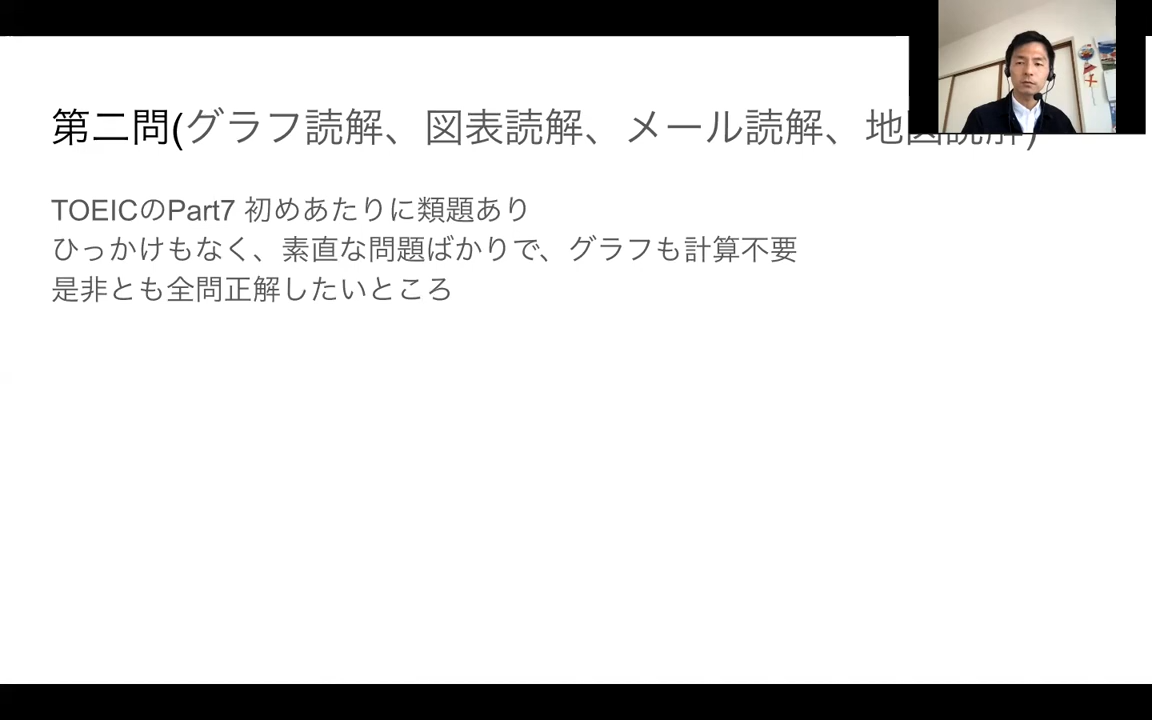 第二問(グラフ読解、図表読解、メール読解、地図読解)
TOEICのPart7 初めあたりに類題あり
ひっかけもなく、素直な問題ばかりで、グラフも計算不要
是非とも全問正解したいところ